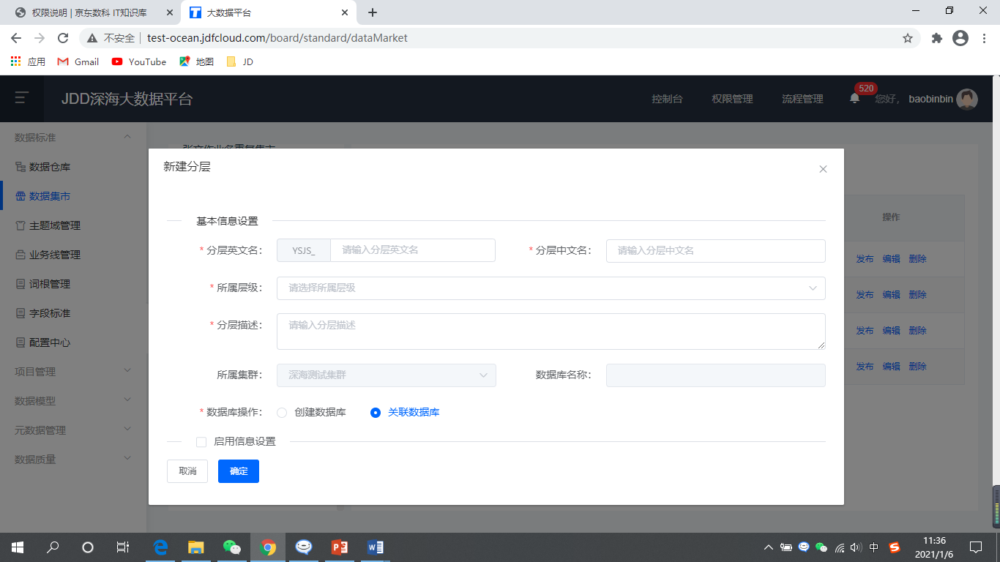 权限说明 | 京东数科 IT知识库
大数据平台
不安全
test-ocean.jdfcloud.com/board/standard/dataMarket
应用 Gmail YouTube 地图 JD
JDD深海大数据平台
控制台 权限管理 流程管理 520 您好, baobinbin
数据标准
数据仓库
数据集市
主题域管理
业务线管理
词根管理
字段标准
配置中心
项目管理
数据模型
元数据管理
数据质量
新建分层
基本信息设置
* 分层英文名: YSJS_ 请输入分层英文名 * 分层中文名: 请输入分层中文名
* 所属层级: 请选择所属层级
* 分层描述: 请输入分层描述
所属集群: 深海测试集群 数据库名称:
* 数据库操作: 创建数据库 关联数据库
启用信息设置
取消 确定
操作
发布 编辑 删除
发布 编辑 删除
发布 编辑 删除
发布 编辑 删除
中
11:36
2021/1/6